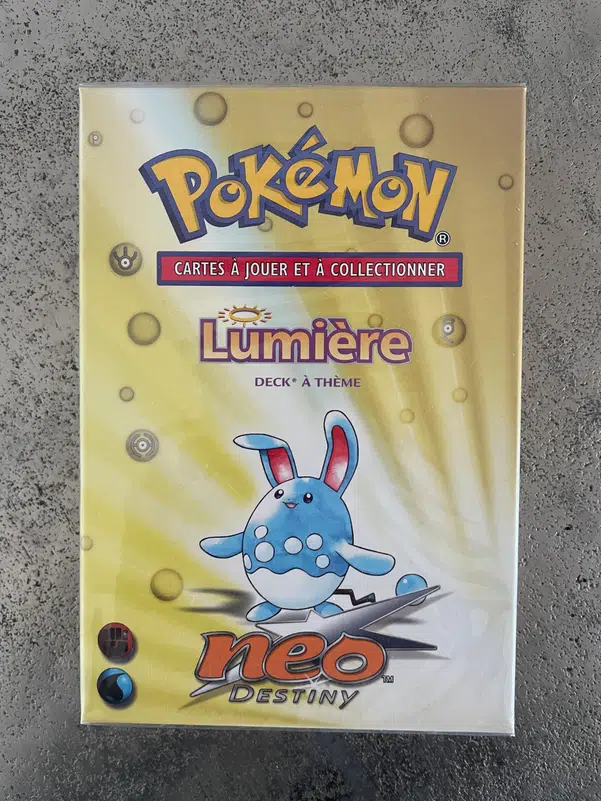 POKéMON
®
CARTES À JOUER ET À COLLECTIONNER
Lumière
DECK* À THÈME
neo
™
DESTINY